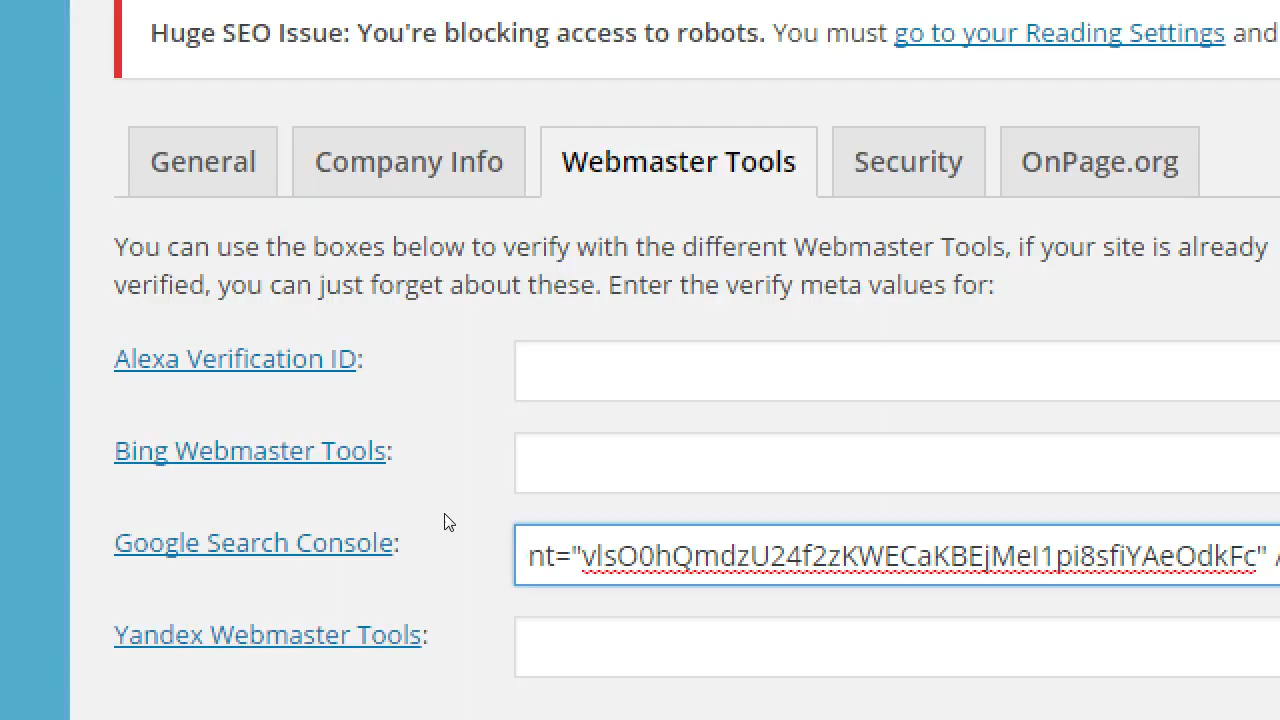 Huge SEO Issue: You're blocking access to robots. You must go to your Reading Settings and
General Company Info Webmaster Tools Security OnPage.org
You can use the boxes below to verify with the different Webmaster Tools, if your site is already
verified, you can just forget about these. Enter the verify meta values for:
Alexa Verification ID:
Bing Webmaster Tools:
Google Search Console: nt="vlsO0hQmdzU24f2zKWECaKBEjMeI1pi8sfiYAeOdkFc" /
Yandex Webmaster Tools: